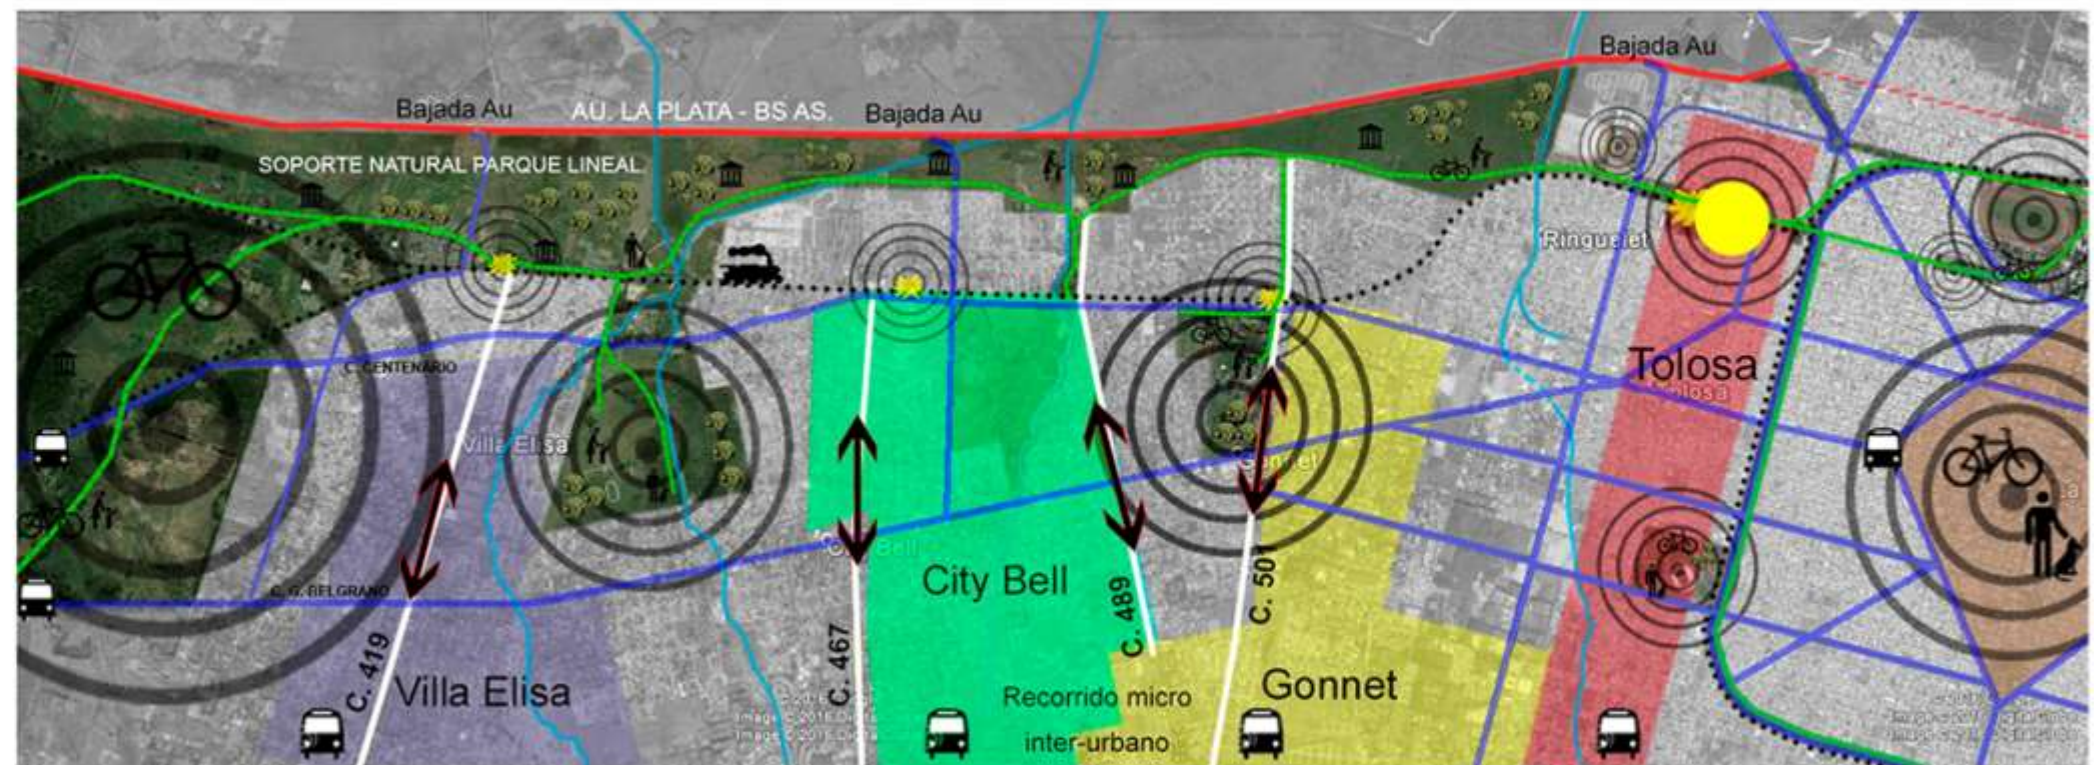 Bajada Au
Bajada Au
AU. LA PLATA - BS AS.
Bajada Au
SOPORTE NATURAL PARQUE LINEAL
Ringuelet
Tolosa
C. CENTENARIO
Villa Elisa
Gonnet
City Bell
C. G. BELGRANO
C. 419
C. 467
C. 489
C. 501
Villa Elisa
Gonnet
Recorrido micro
inter-urbano